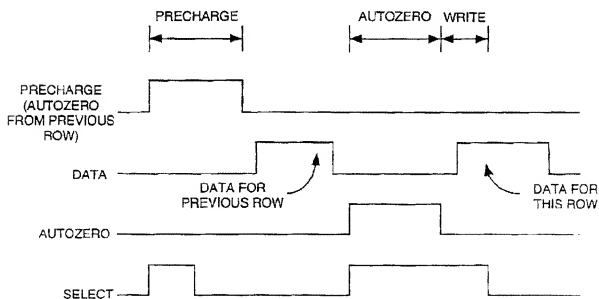 PRECHARGE
AUTOZERO
WRITE
PRECHARGE
(AUTOZERO
FROM PREVIOUS
ROW)
DATA
DATA FOR
PREVIOUS ROW
DATA FOR
THIS ROW
AUTOZERO
SELECT